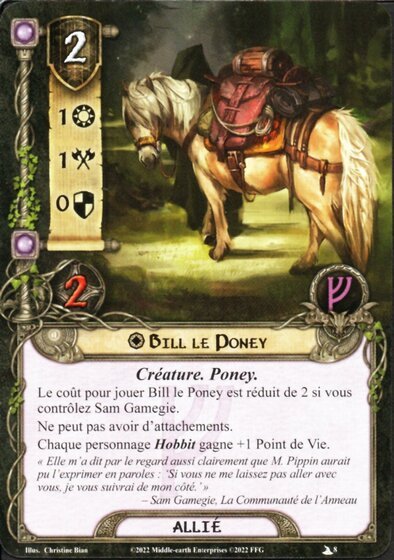 2
1
1
0
2
Bill le Poney
Créature. Poney.
Le coût pour jouer Bill le Poney est réduit de 2 si vous
contrôlez Sam Gamegie.
Ne peut pas avoir d'attachements.
Chaque personnage Hobbit gagne +1 Point de Vie.
« Elle m'a dit par le regard aussi clairement que M. Pippin aurait
pu l'exprimer en paroles : 'Si vous ne me laissez pas aller avec
vous, je vous suivrai de mon côté.' »
– Sam Gamegie, La Communauté de l'Anneau
ALLIÉ
Illus. Christine Bian ©2022 Middle-earth Enterprises ©2022 FFG 8